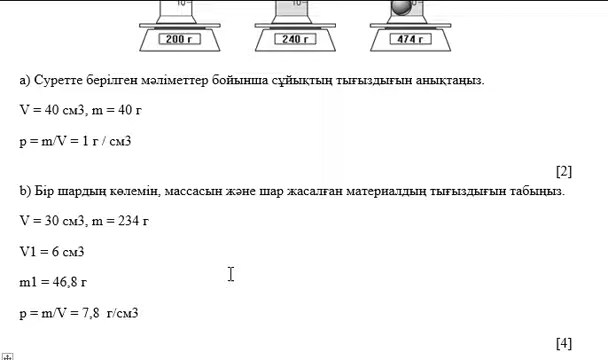 200 г 240 г 474 г
а) Суретте берілген мәліметтер бойынша сұйықтың тығыздығын анықтаңыз.
V = 40 см3, m = 40 г
p = m/V = 1 г / см3
[2]
b) Бір шардың көлемін, массасын және шар жасалған материалдың тығыздығын табыңыз.
V = 30 см3, m = 234 г
V1 = 6 см3
m1 = 46,8 г
p = m/V = 7,8 г/см3
[4]